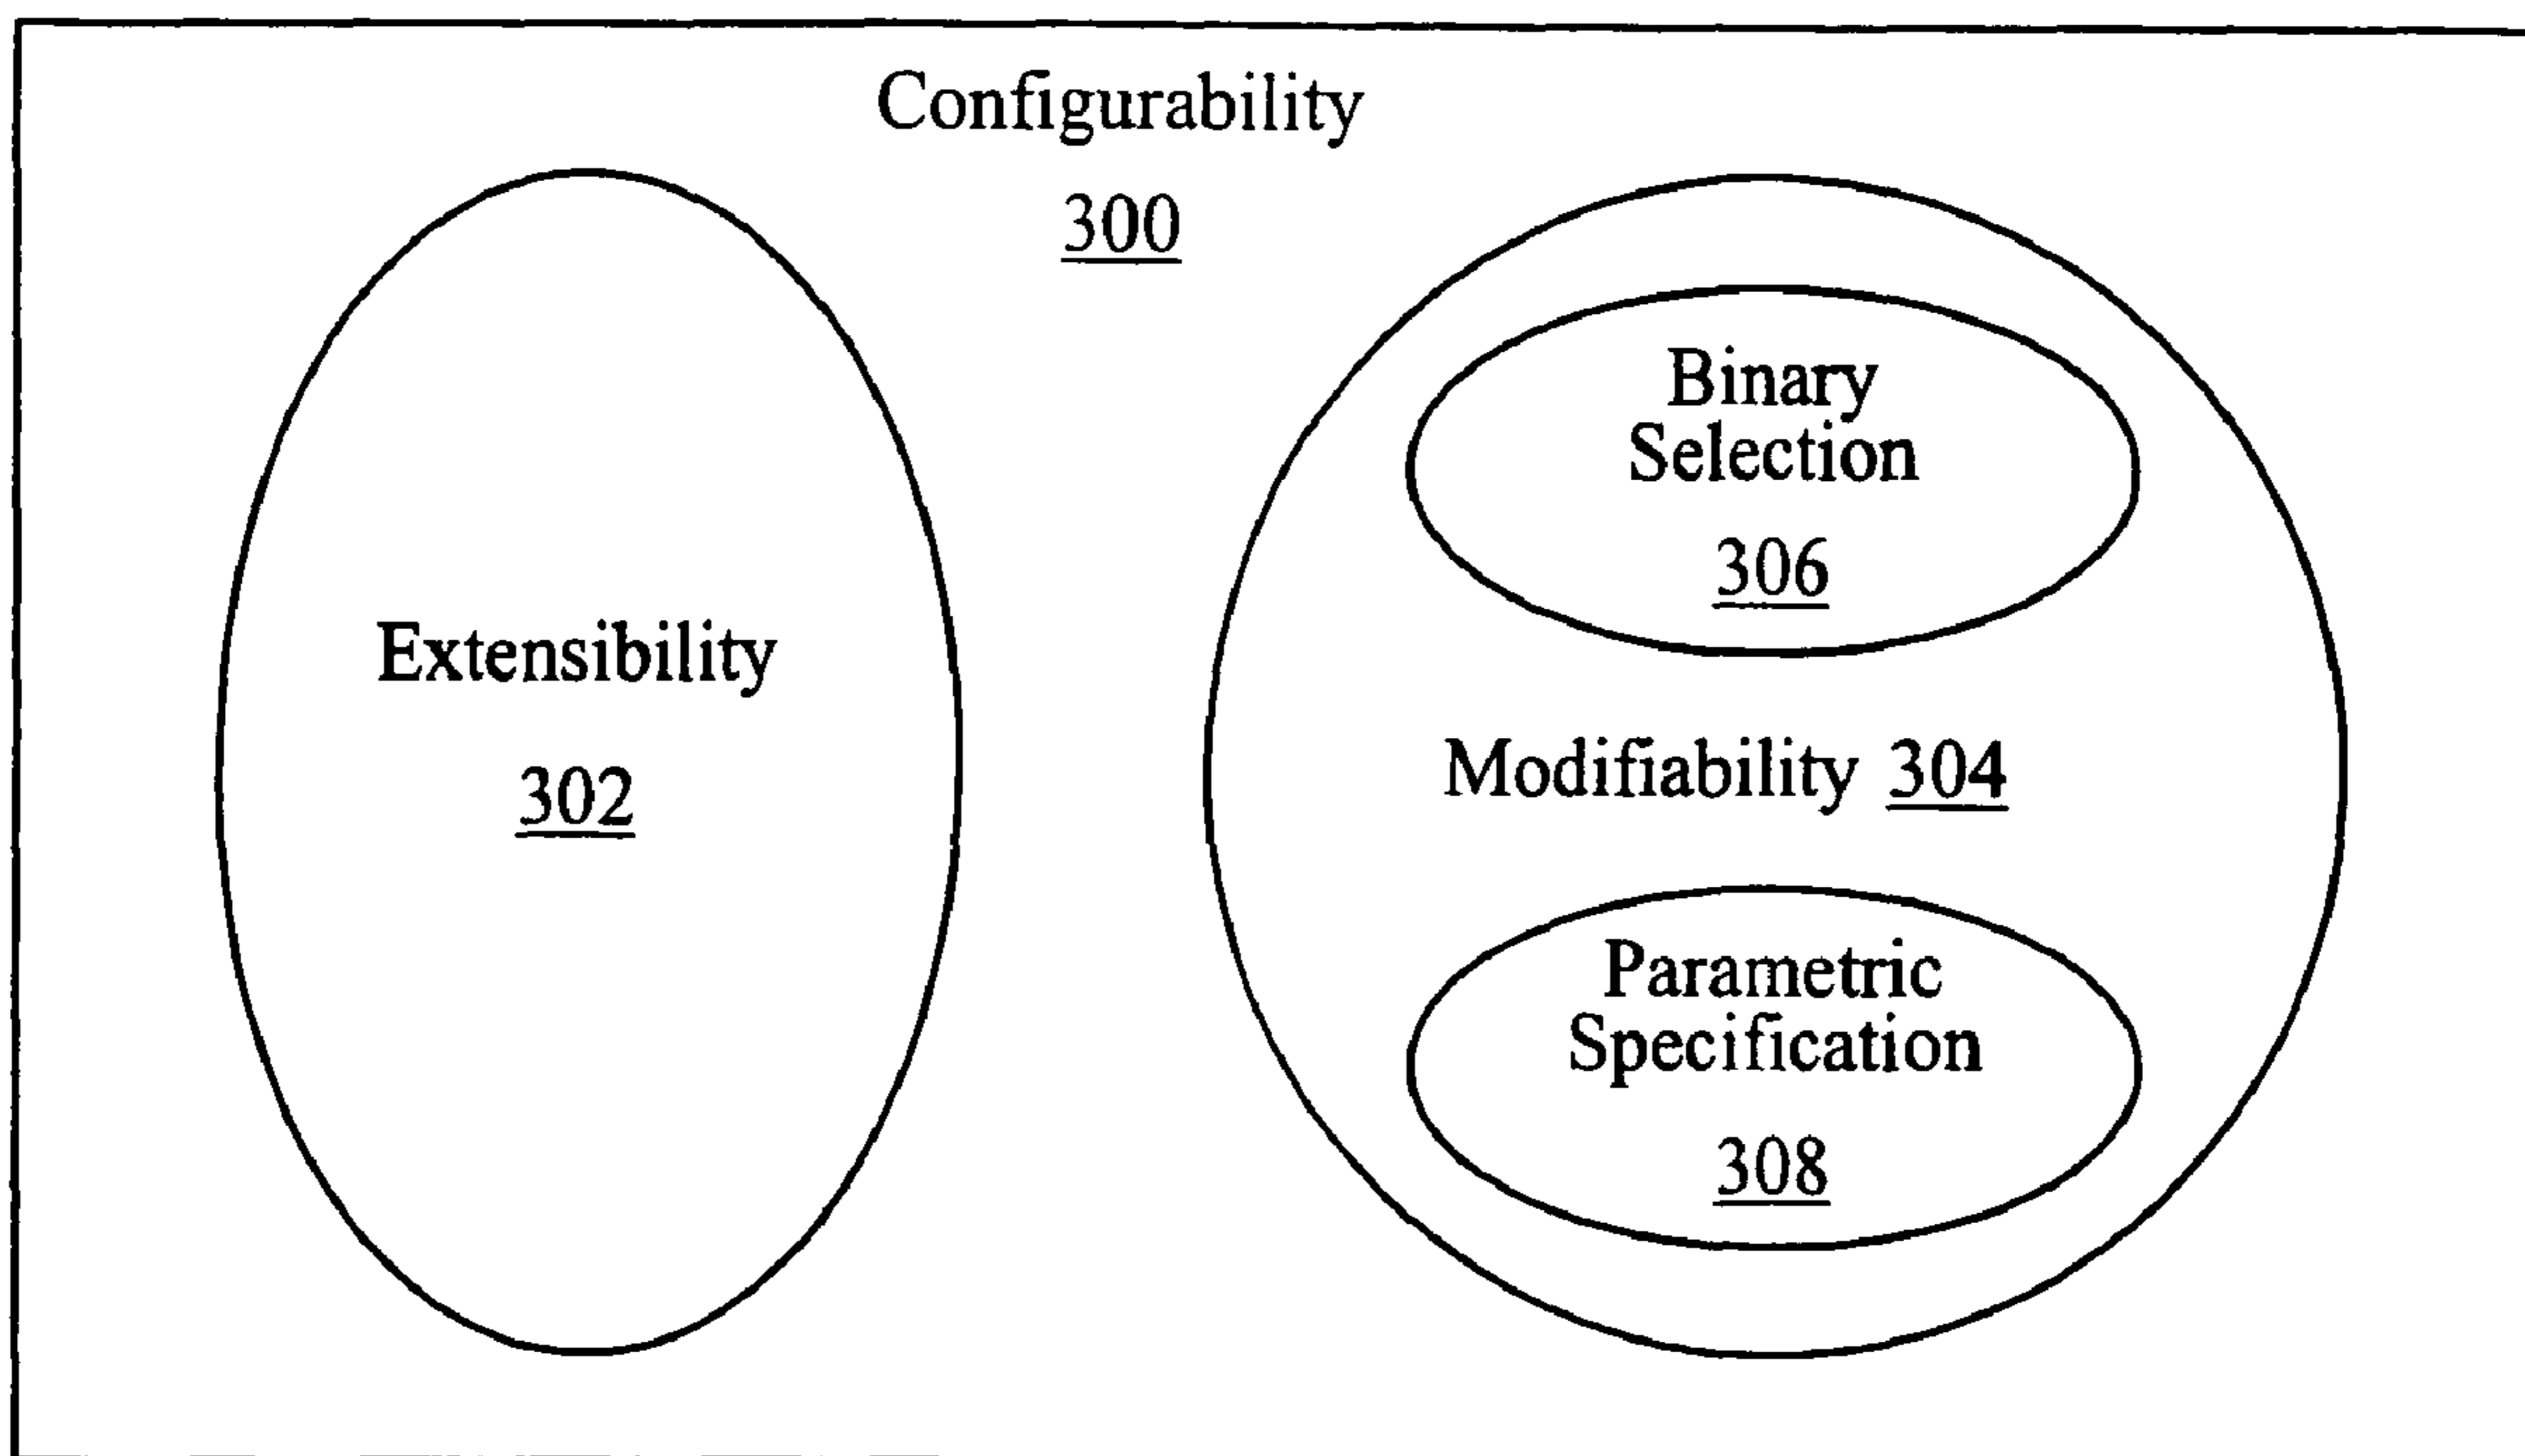 Configurability
300
Extensibility
302
Binary
Selection
306
Modifiability 304
Parametric
Specification
308